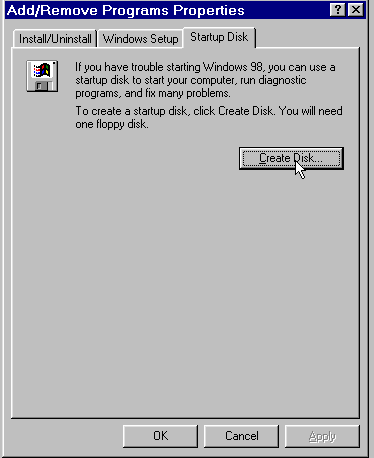 Add/Remove Programs Properties
Install/Uninstall
Windows Setup
Startup Disk
If you have trouble starting Windows 98, you can use a
startup disk to start your computer, run diagnostic
programs, and fix many problems.
To create a startup disk, click Create Disk. You will need
one floppy disk.
Create Disk...
OK
Cancel
Apply